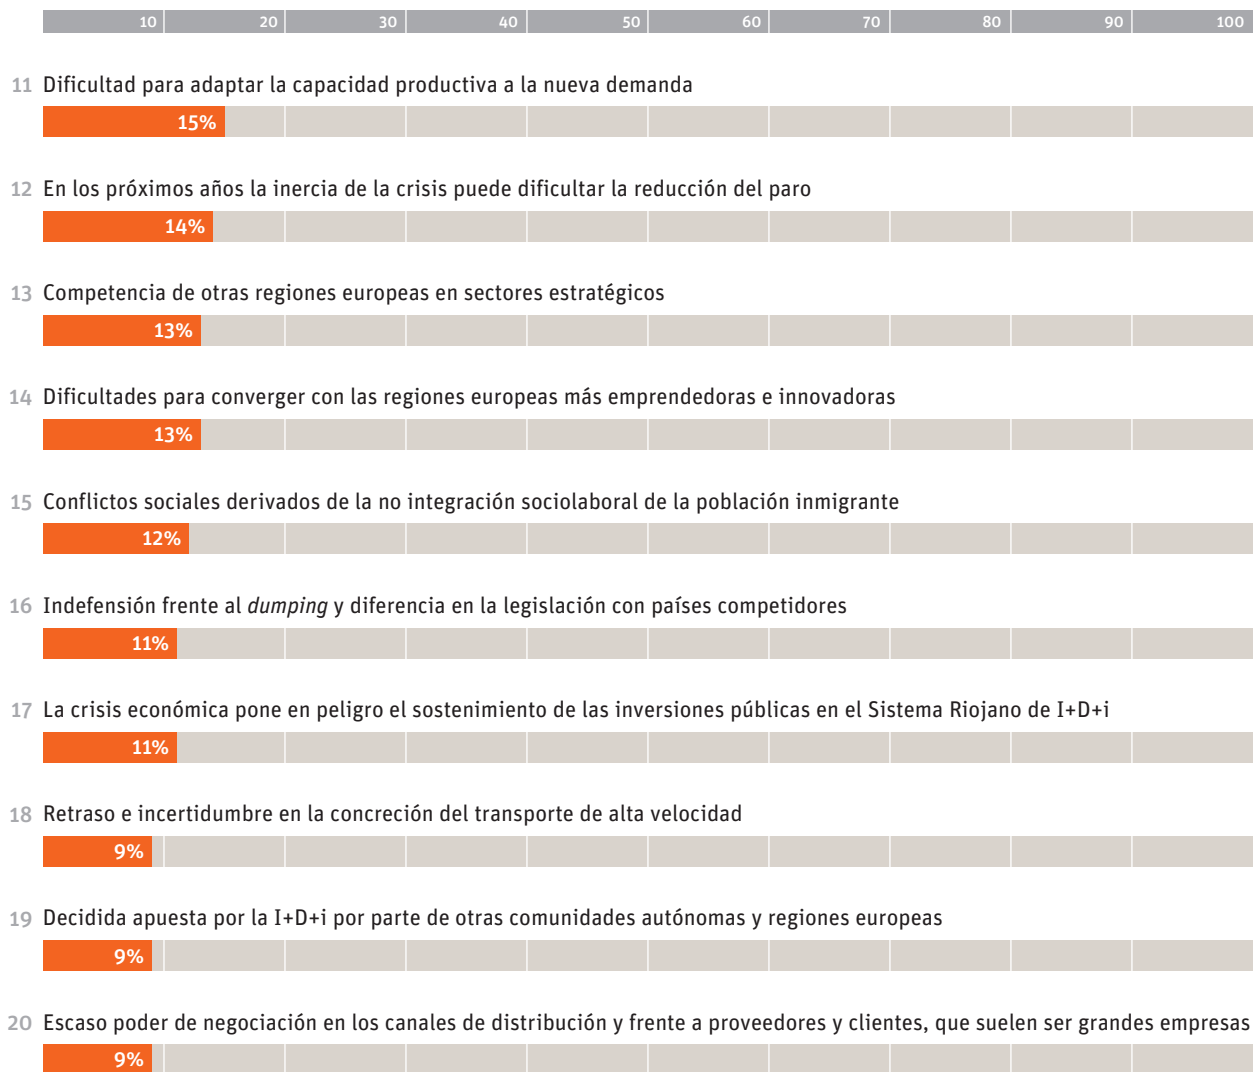 10 20 30 40 50 60 70 80 90 100
11 Dificultad para adaptar la capacidad productiva a la nueva demanda
15%
12 En los próximos años la inercia de la crisis puede dificultar la reducción del paro
14%
13 Competencia de otras regiones europeas en sectores estratégicos
13%
14 Dificultades para converger con las regiones europeas más emprendedoras e innovadoras
13%
15 Conflictos sociales derivados de la no integración sociolaboral de la población inmigrante
12%
16 Indefensión frente al dumping y diferencia en la legislación con países competidores
11%
17 La crisis económica pone en peligro el sostenimiento de las inversiones públicas en el Sistema Riojano de I+D+i
11%
18 Retraso e incertidumbre en la concreción del transporte de alta velocidad
9%
19 Decidida apuesta por la I+D+i por parte de otras comunidades autónomas y regiones europeas
9%
20 Escaso poder de negociación en los canales de distribución y frente a proveedores y clientes, que suelen ser grandes empresas
9%